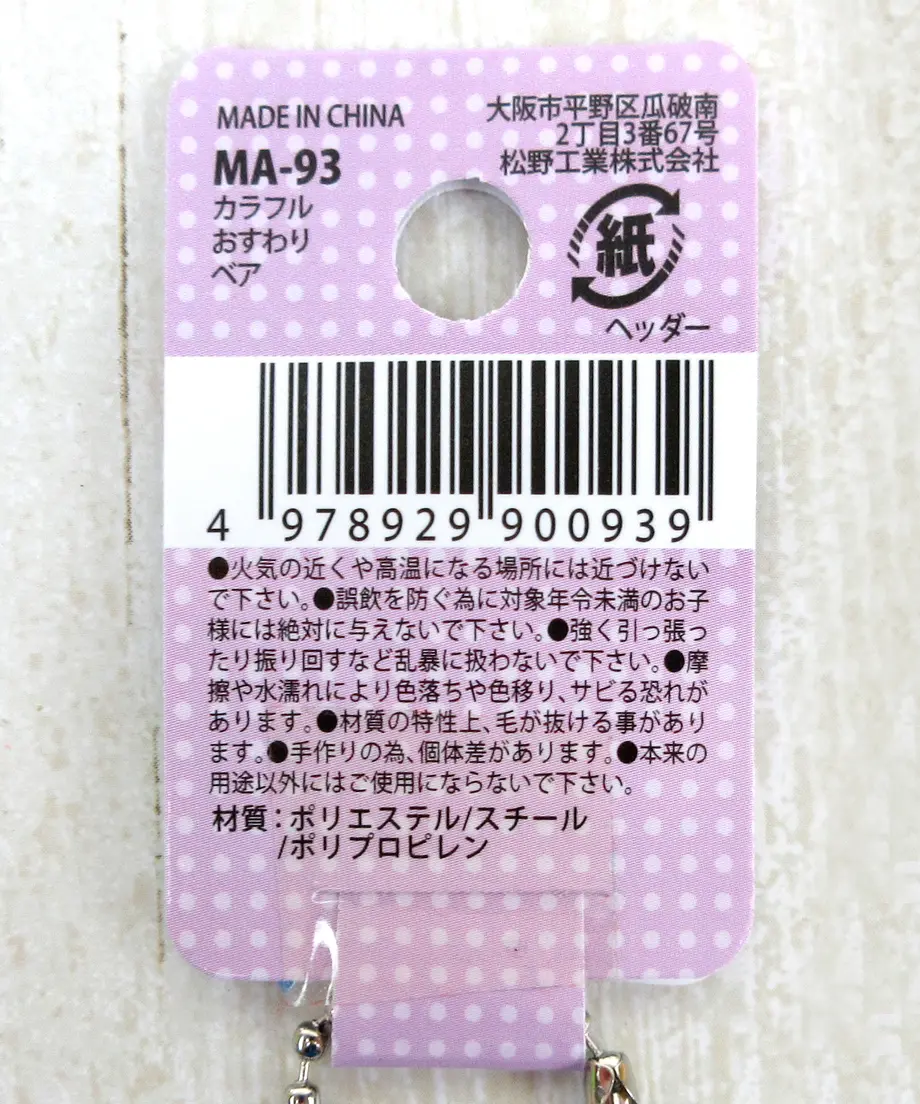 MADE IN CHINA
MA-93
カラフル
おすわり
ベア
大阪市平野区瓜破南
2丁目3番67号
松野工業株式会社
紙
ヘッダー
4 978929 900939
●火気の近くや高温になる場所には近づけない
で下さい。●誤飲を防ぐ為に対象年令未満のお子
様には絶対に与えないで下さい。●強く引っ張っ
たり振り回すなど乱暴に扱わないで下さい。●摩
擦や水濡れにより色落ちや色移り、サビる恐れが
あります。●材質の特性上、毛が抜ける事があり
ます。●手作りの為、個体差があります。●本来の
用途以外にはご使用にならないで下さい。
材質：ポリエステル/スチール
/ポリプロピレン